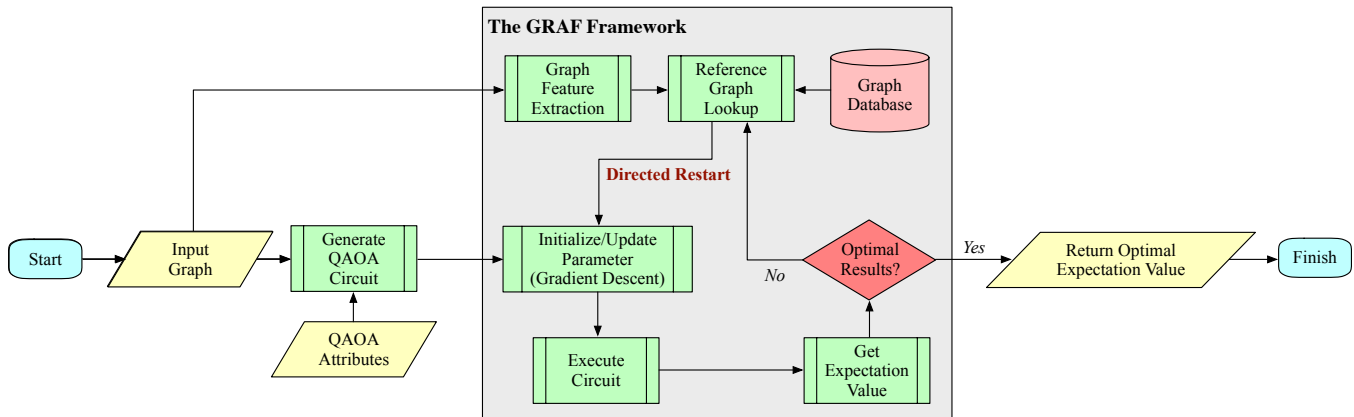 The GRAF Framework
Graph
Feature
Extraction
Reference
Graph
Lookup
Graph
Database
Directed Restart
Start
Input
Graph
Generate
QAOA
Circuit
Initialize/Update
Parameter
(Gradient Descent)
Optimal
Results?
No
Yes
Return Optimal
Expectation Value
Finish
QAOA
Attributes
Execute
Circuit
Get
Expectation
Value